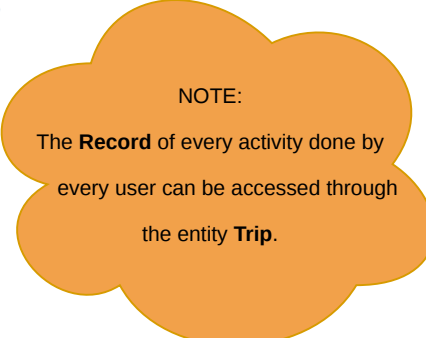 NOTE:
The Record of every activity done by
every user can be accessed through
the entity Trip.